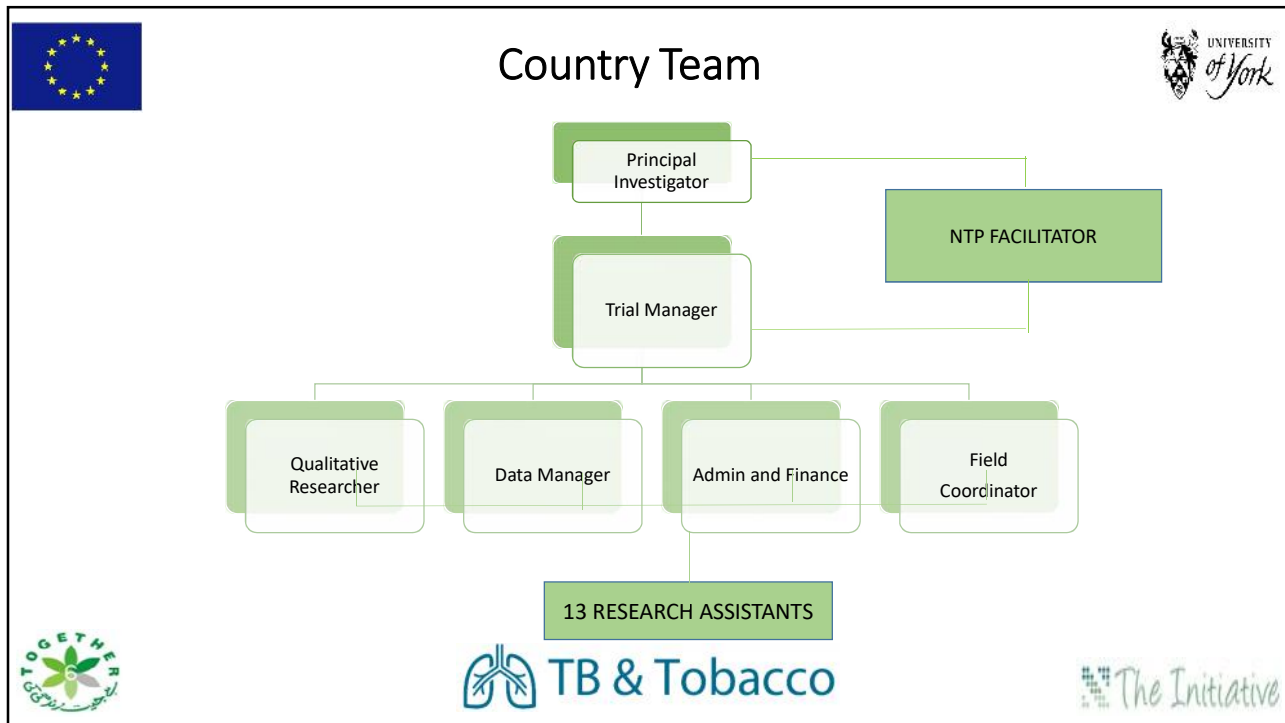 Country Team
UNIVERSITY
of York
Principal
Investigator
NTP FACILITATOR
Trial Manager
Qualitative
Researcher
Data Manager
Admin and Finance
Field
Coordinator
13 RESEARCH ASSISTANTS
TOGETHER
TB & Tobacco
The Initiative